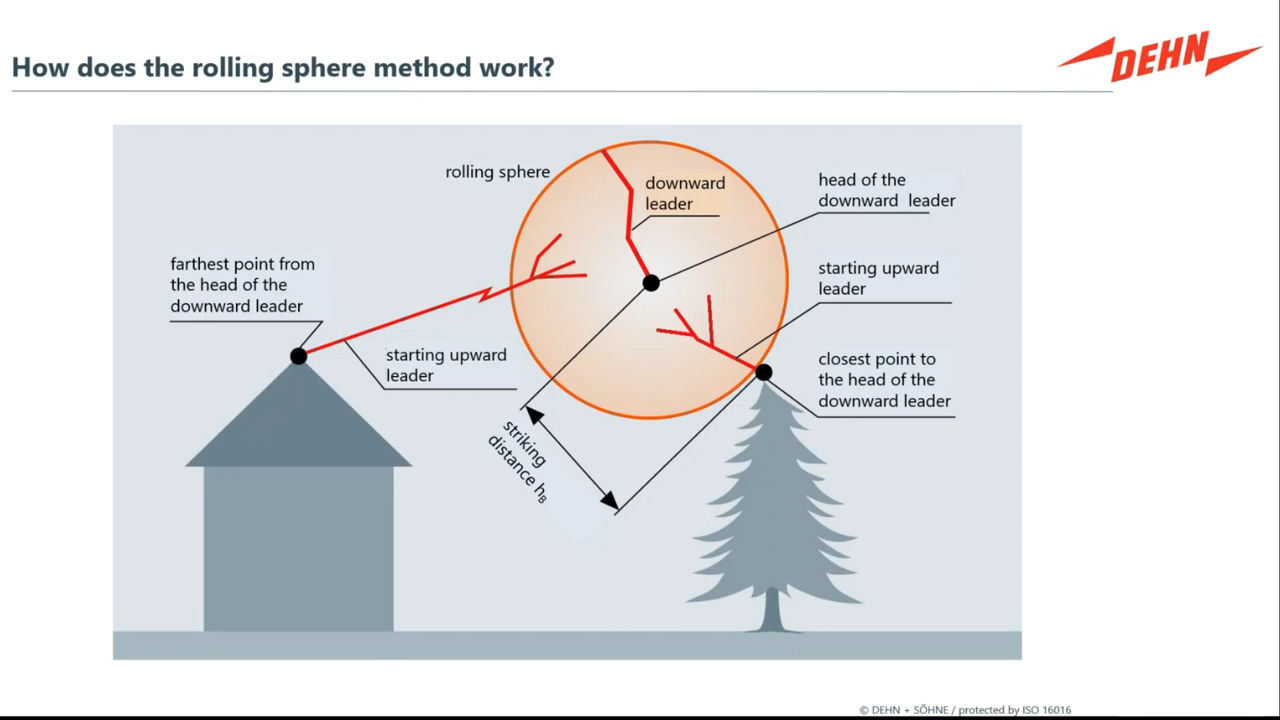 How does the rolling sphere method work?
DEHN
rolling sphere
downward
leader
head of the
downward leader
farthest point from
the head of the
downward leader
starting upward
leader
starting upward
leader
closest point to
the head of the
downward leader
striking
distance hB
© DEHN + SÖHNE / protected by ISO 16016